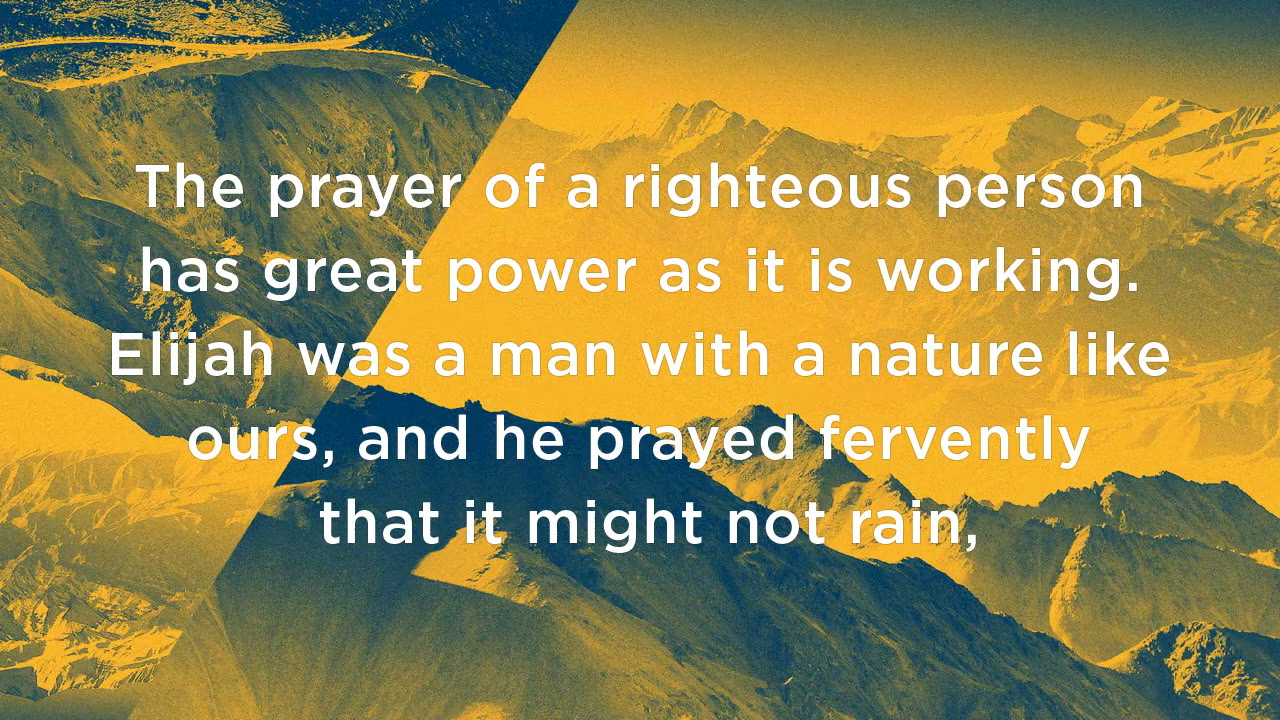 The prayer of a righteous person
has great power as it is working.
Elijah was a man with a nature like
ours, and he prayed fervently
that it might not rain,